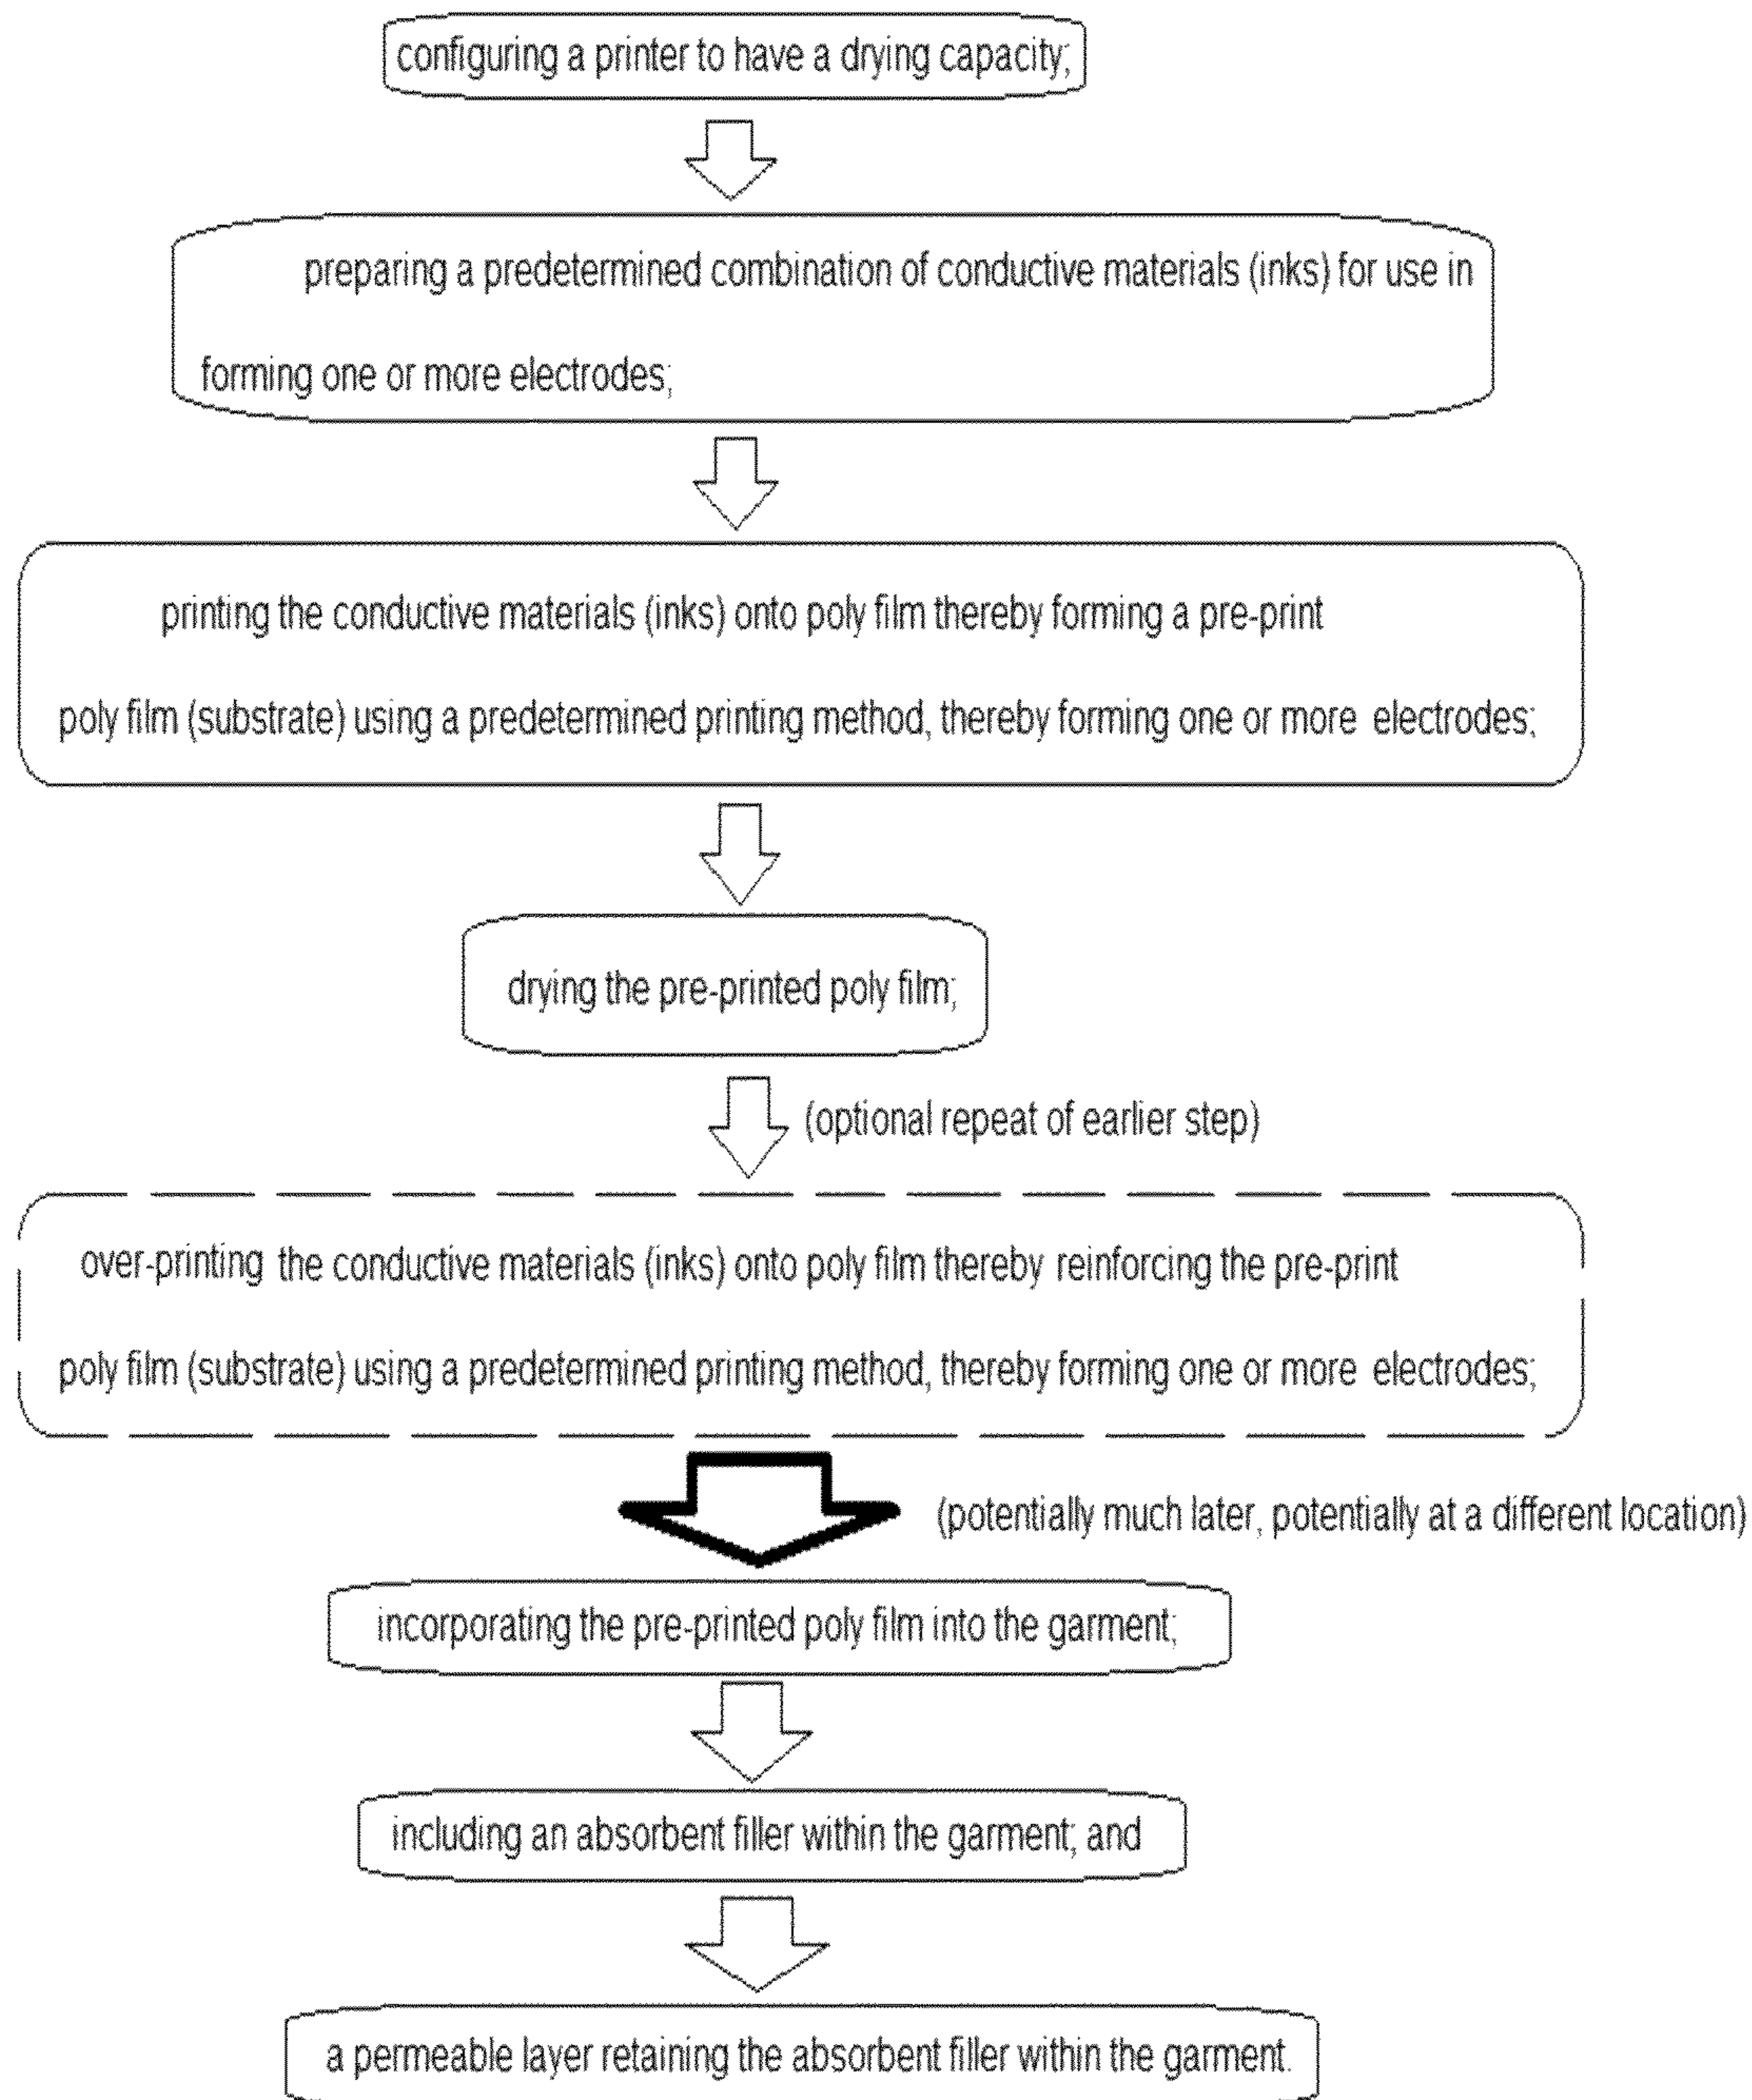 configuring a printer to have a drying capacity;
preparing a predetermined combination of conductive materials (inks) for use in
forming one or more electrodes;
printing the conductive materials (inks) onto poly film thereby forming a pre-print
poly film (substrate) using a predetermined printing method, thereby forming one or more electrodes;
drying the pre-printed poly film;
(optional repeat of earlier step)
over-printing the conductive materials (inks) onto poly film thereby reinforcing the pre-print
poly film (substrate) using a predetermined printing method, thereby forming one or more electrodes;
(potentially much later, potentially at a different location)
incorporating the pre-printed poly film into the garment;
including an absorbent filler within the garment; and
a permeable layer retaining the absorbent filler within the garment.